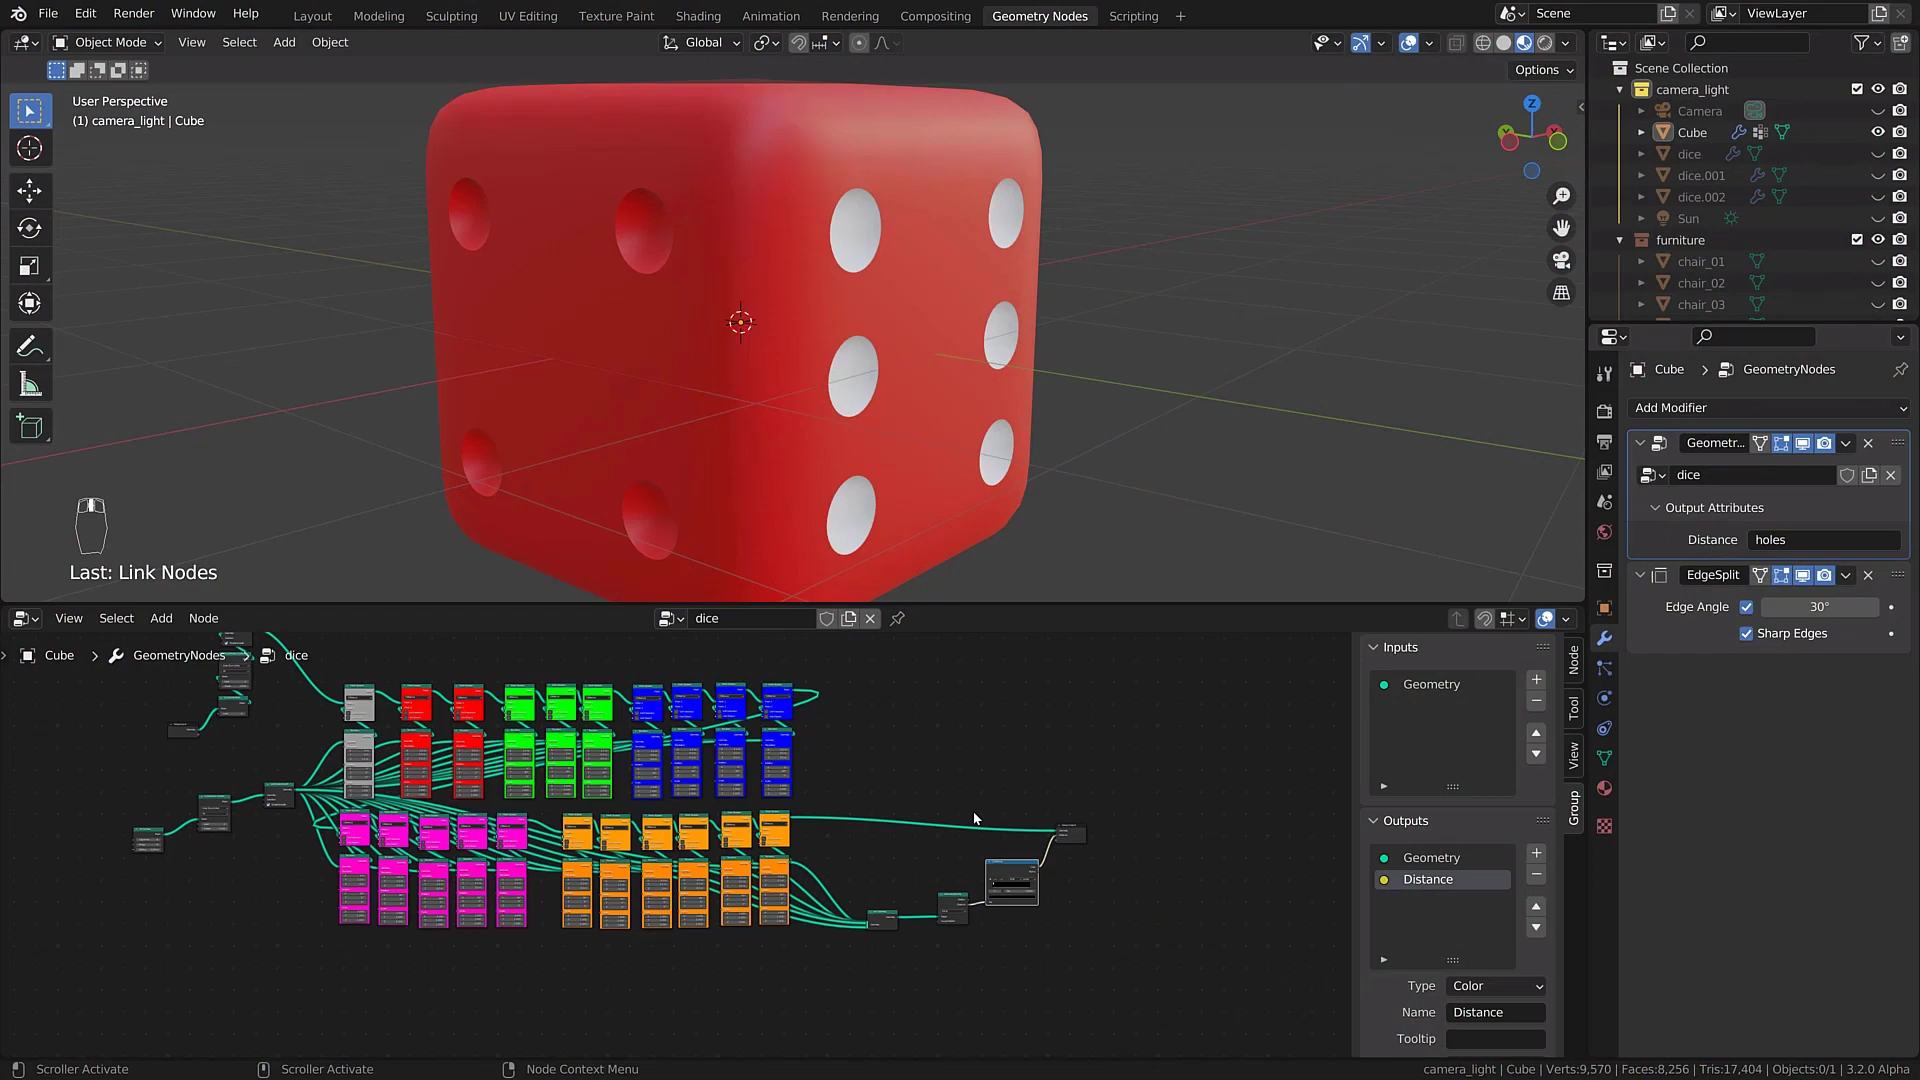 File Edit Render Window Help Layout Modeling Sculpting UV Editing Texture Paint Shading Animation Rendering Compositing Geometry Nodes Scripting + Scene ViewLayer
Object Mode View Select Add Object Global
Options
User Perspective
(1) camera_light | Cube
Last: Link Nodes
Scene Collection
camera_light
Camera
Cube
dice
dice.001
dice.002
Sun
furniture
chair_01
chair_02
chair_03
Cube > GeometryNodes
Add Modifier
Geometr...
dice
Output Attributes
Distance holes
EdgeSplit
Edge Angle 30°
Sharp Edges
View Select Add Node dice
Cube > GeometryNodes > dice
Inputs
Geometry
Outputs
Geometry
Distance
Type Color
Name Distance
Tooltip
Node
Tool
View
Group
Scroller Activate Scroller Activate Node Context Menu camera_light | Cube | Verts:9,570 | Faces:8,256 | Tris:17,404 | Objects:0/1 | 3.2.0 Alpha